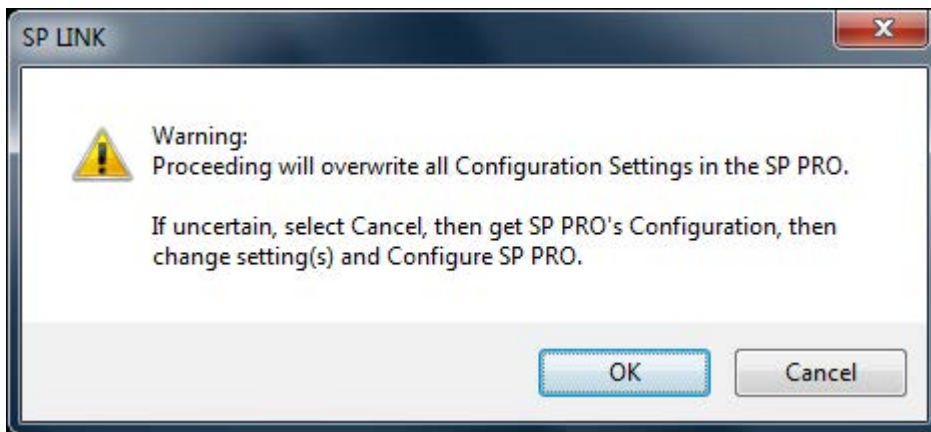 SP LINK
Warning:
Proceeding will overwrite all Configuration Settings in the SP PRO.
If uncertain, select Cancel, then get SP PRO's Configuration, then
change setting(s) and Configure SP PRO.
OK
Cancel